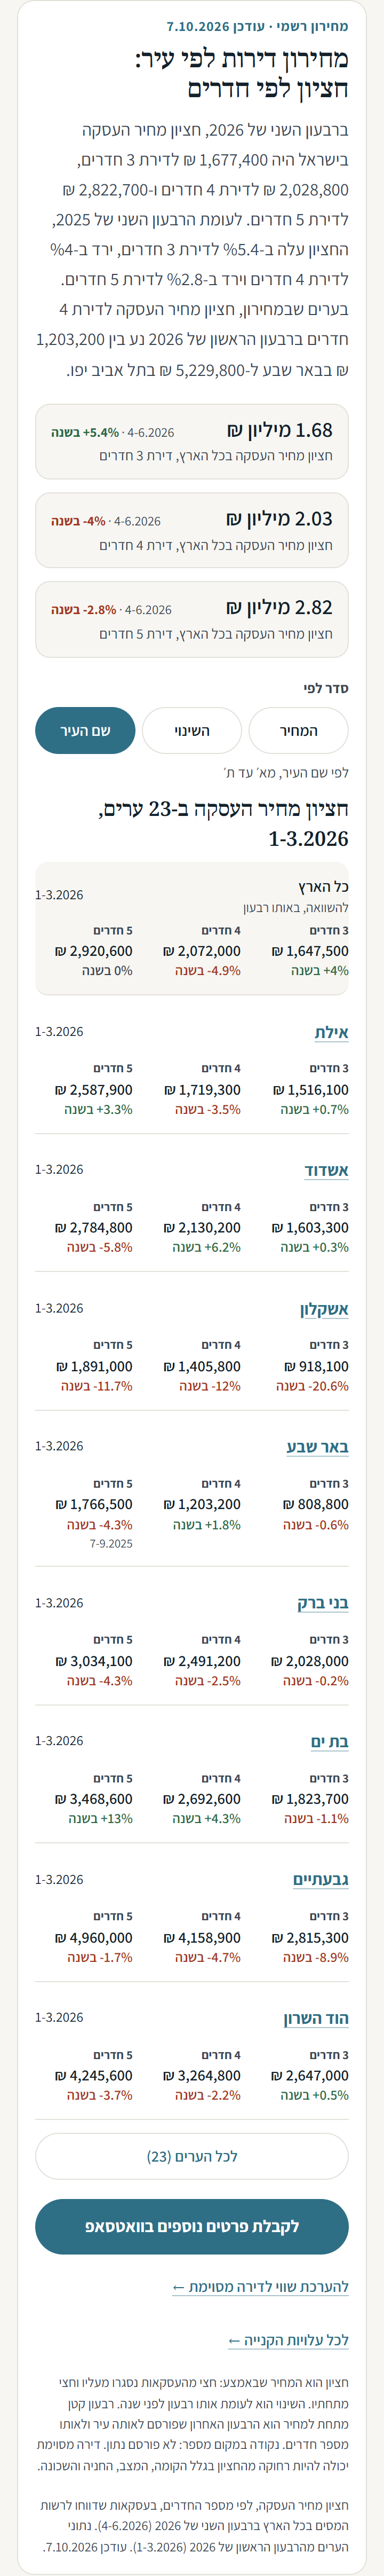 מחירון רשמי · עודכן 7.10.2026
מחירון דירות לפי עיר:
חציון לפי חדרים
ברבעון השני של 2026, חציון מחיר העסקה
בישראל היה 1,677,400 ₪ לדירת 3 חדרים,
2,028,800 ₪ לדירת 4 חדרים ו-2,822,700 ₪
לדירת 5 חדרים. לעומת הרבעון השני של 2025,
החציון עלה ב-5.4% לדירת 3 חדרים, ירד ב-4%
לדירת 4 חדרים וירד ב-2.8% לדירת 5 חדרים.
בערים שבמחירון, חציון מחיר העסקה לדירת 4
חדרים ברבעון הראשון של 2026 נע בין 1,203,200
₪ בבאר שבע ל-5,229,800 ₪ בתל אביב יפו.
1.68 מיליון ₪ 4-6.2026 · +5.4% בשנה
חציון מחיר העסקה בכל הארץ, דירת 3 חדרים
2.03 מיליון ₪ 4-6.2026 · -4% בשנה
חציון מחיר העסקה בכל הארץ, דירת 4 חדרים
2.82 מיליון ₪ 4-6.2026 · -2.8% בשנה
חציון מחיר העסקה בכל הארץ, דירת 5 חדרים
סדר לפי
המחיר השינוי שם העיר
לפי שם העיר, מא׳ עד ת׳
חציון מחיר העסקה ב-23 ערים,
1-3.2026
כל הארץ 1-3.2026
להשוואה, באותו רבעון
3 חדרים 4 חדרים 5 חדרים
1,647,500 ₪ 2,072,000 ₪ 2,920,600 ₪
+4% בשנה -4.9% בשנה 0% בשנה
אילת 1-3.2026
3 חדרים 4 חדרים 5 חדרים
1,516,100 ₪ 1,719,300 ₪ 2,587,900 ₪
+0.7% בשנה -3.5% בשנה +3.3% בשנה
אשדוד 1-3.2026
3 חדרים 4 חדרים 5 חדרים
1,603,300 ₪ 2,130,200 ₪ 2,784,800 ₪
+0.3% בשנה +6.2% בשנה -5.8% בשנה
אשקלון 1-3.2026
3 חדרים 4 חדרים 5 חדרים
918,100 ₪ 1,405,800 ₪ 1,891,000 ₪
-20.6% בשנה -12% בשנה -11.7% בשנה
באר שבע 1-3.2026
3 חדרים 4 חדרים 5 חדרים
808,800 ₪ 1,203,200 ₪ 1,766,500 ₪
-0.6% בשנה +1.8% בשנה -4.3% בשנה
7-9.2025
בני ברק 1-3.2026
3 חדרים 4 חדרים 5 חדרים
2,028,000 ₪ 2,491,200 ₪ 3,034,100 ₪
-0.2% בשנה -2.5% בשנה -4.3% בשנה
בת ים 1-3.2026
3 חדרים 4 חדרים 5 חדרים
1,823,700 ₪ 2,692,600 ₪ 3,468,600 ₪
-1.1% בשנה +4.3% בשנה +13% בשנה
גבעתיים 1-3.2026
3 חדרים 4 חדרים 5 חדרים
2,815,300 ₪ 4,158,900 ₪ 4,960,000 ₪
-8.9% בשנה -4.7% בשנה -1.7% בשנה
הוד השרון 1-3.2026
3 חדרים 4 חדרים 5 חדרים
2,647,000 ₪ 3,264,800 ₪ 4,245,600 ₪
+0.5% בשנה -2.2% בשנה -3.7% בשנה
לכל הערים (23)
לקבלת פרטים נוספים בוואטסאפ
להערכת שווי לדירה מסוימת ←
לכל עלויות הקנייה ←
חציון הוא המחיר שבאמצע: חצי מהעסקאות נסגרו מעליו וחצי
מתחתיו. השינוי הוא לעומת אותו רבעון לפני שנה. רבעון קטן
מתחת למחיר הוא הרבעון האחרון שפורסם לאותה עיר ולאותו
מספר חדרים. נקודה במקום מספר: לא פורסם נתון. דירה מסוימת
יכולה להיות רחוקה מהחציון בגלל הקומה, המצב, החניה והשכונה.
חציון מחיר העסקה, לפי מספר החדרים, בעסקאות שדווחו לרשות
המסים בכל הארץ ברבעון השני של 2026 (4-6.2026). נתוני
הערים מהרבעון הראשון של 2026 (1-3.2026). עודכן 7.10.2026.